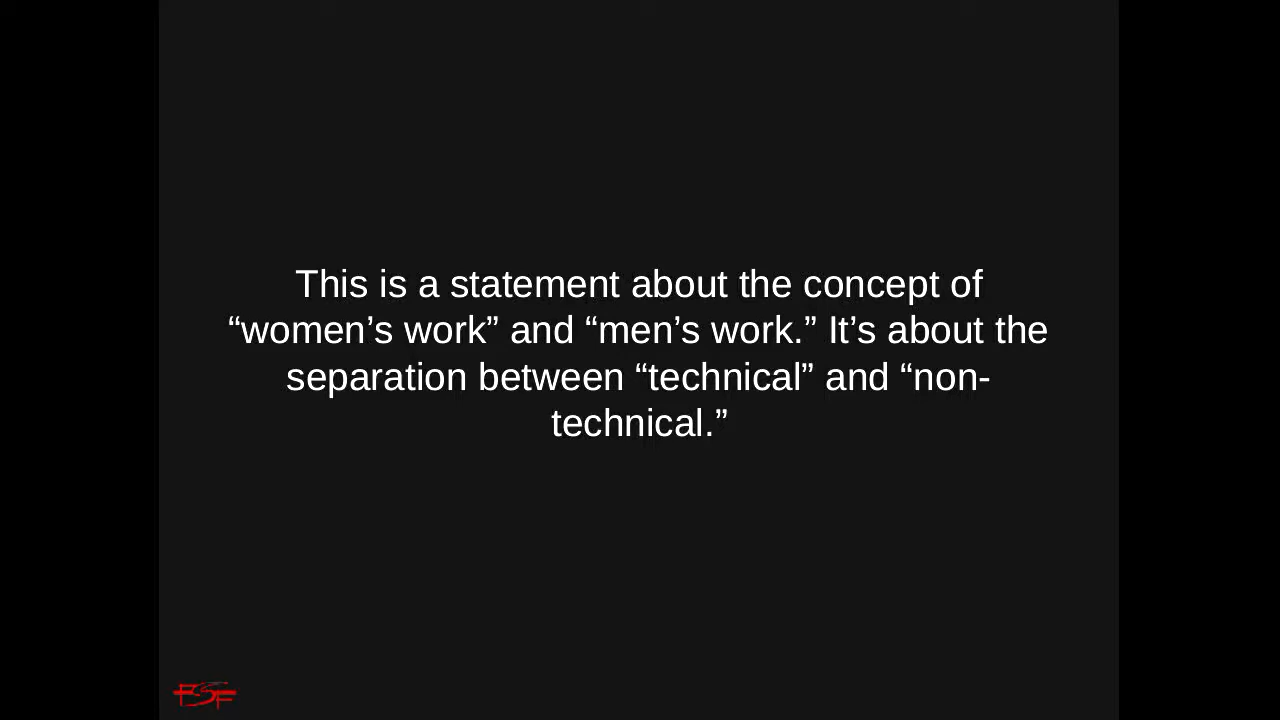 This is a statement about the concept of
“women’s work” and “men’s work.” It’s about the
separation between “technical” and “non-
technical.”
FSF